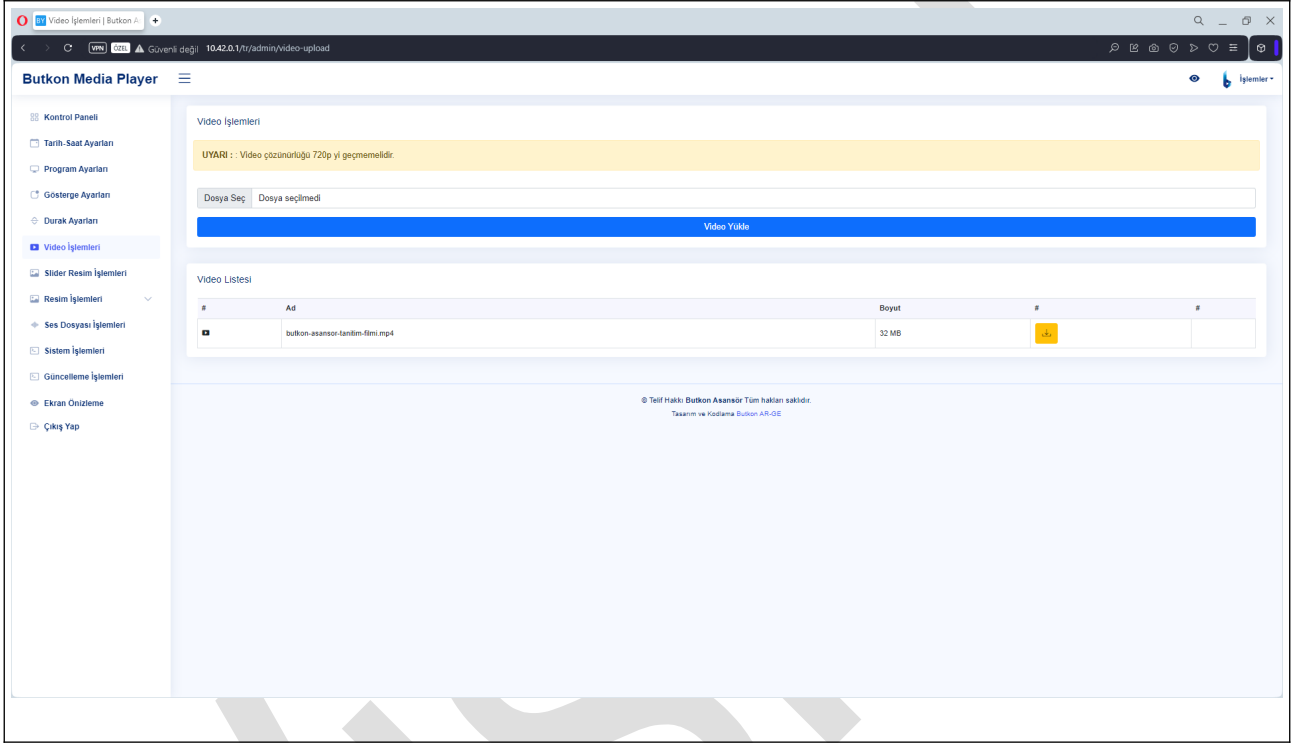 BY Video İşlemleri | Butkon A
VPN ÖZEL Güvenli değil 10.42.0.1/tr/admin/video-upload
Butkon Media Player
İşlemler
Kontrol Paneli
Tarih-Saat Ayarları
Program Ayarları
Gösterge Ayarları
Durak Ayarları
Video İşlemleri
Slider Resim İşlemleri
Resim İşlemleri
Ses Dosyası İşlemleri
Sistem İşlemleri
Güncelleme İşlemleri
Ekran Önizleme
Çıkış Yap
Video İşlemleri
UYARI : : Video çözünürlüğü 720p yi geçmemelidir.
Dosya Seç Dosya seçilmedi
Video Yükle
Video Listesi
# Ad Boyut # #
butkon-asansor-tanitim-filmi.mp4 32 MB
© Telif Hakkı Butkon Asansör Tüm hakları saklıdır.
Tasarım ve Kodlama Butkon AR-GE